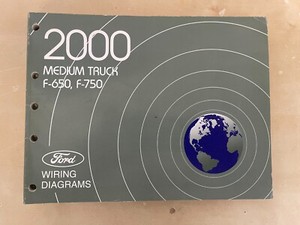 2000
MEDIUM TRUCK
F-650, F-750
Ford
WIRING
DIAGRAMS